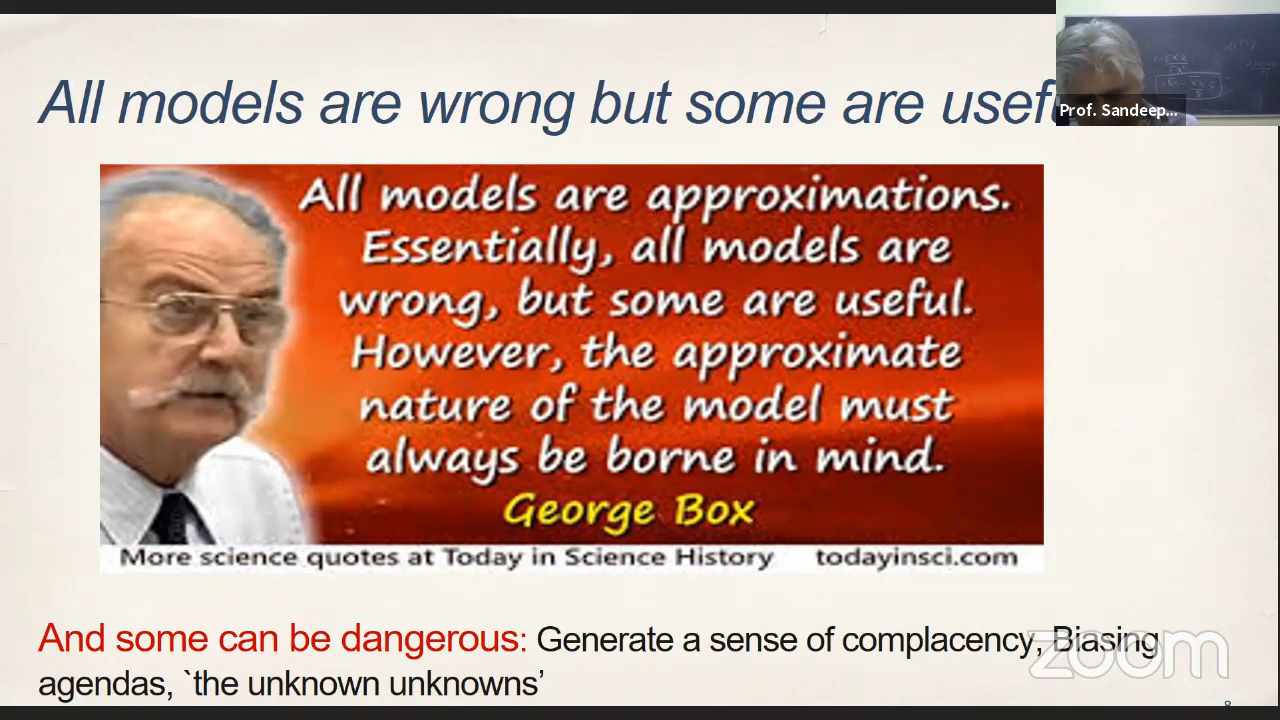 All models are wrong but some are usefu
Prof. Sandeep...
All models are approximations.
Essentially, all models are
wrong, but some are useful.
However, the approximate
nature of the model must
always be borne in mind.
George Box
More science quotes at Today in Science History todayinsci.com
And some can be dangerous: Generate a sense of complacency, Biasing
agendas, `the unknown unknowns’
zoom
8